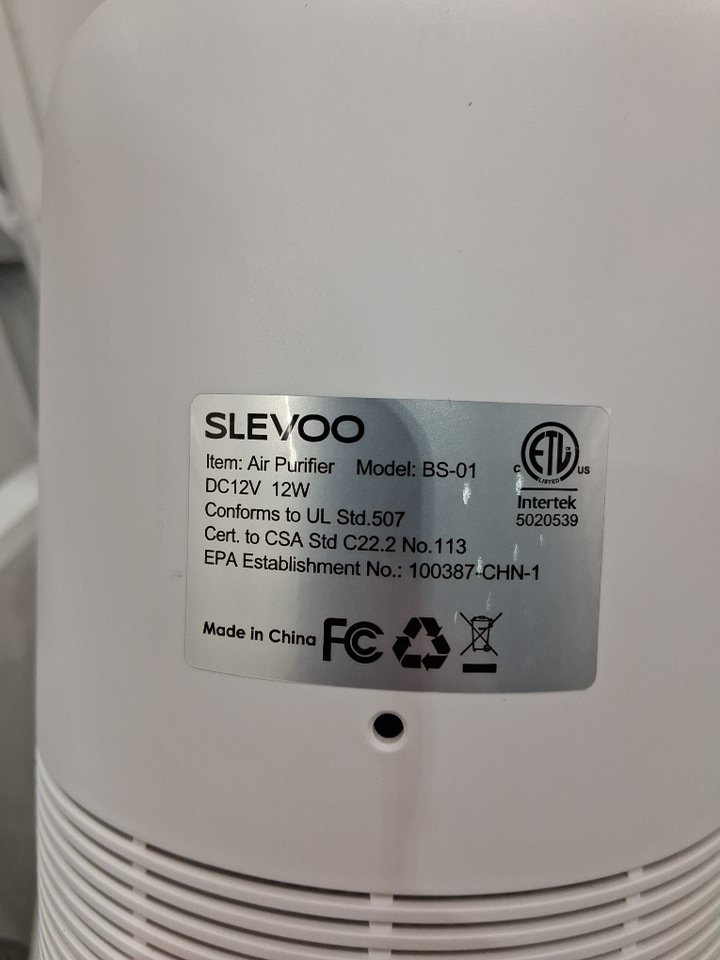 SLEVOO
Item: Air Purifier Model: BS-01
DC12V 12W
Conforms to UL Std.507
Cert. to CSA Std C22.2 No.113
EPA Establishment No.: 100387-CHN-1
Made in China FC
C ETL US
LISTED
Intertek
5020539